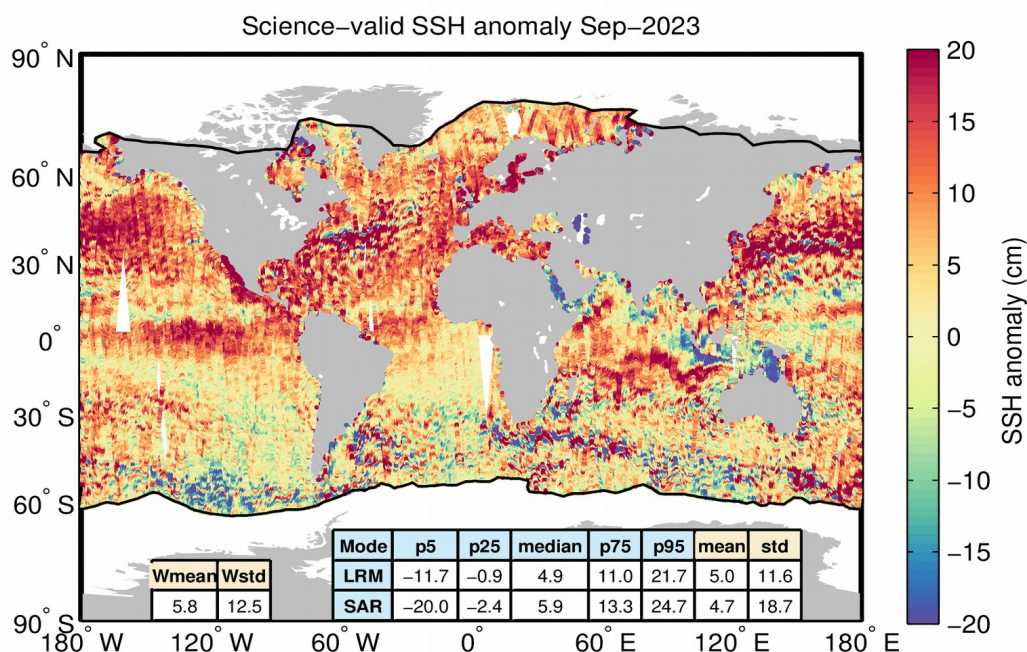 Science−valid SSH anomaly Sep−2023
90° N
60° N
30° N
0°
30° S
60° S
90° S
180° W
120° W
60° W
0°
60° E
120° E
180° E
Wmean Wstd
5.8 12.5
Mode p5 p25 median p75 p95 mean std
LRM −11.7 −0.9 4.9 11.0 21.7 5.0 11.6
SAR −20.0 −2.4 5.9 13.3 24.7 4.7 18.7
20
15
10
5
0
−5
−10
−15
−20
SSH anomaly (cm)